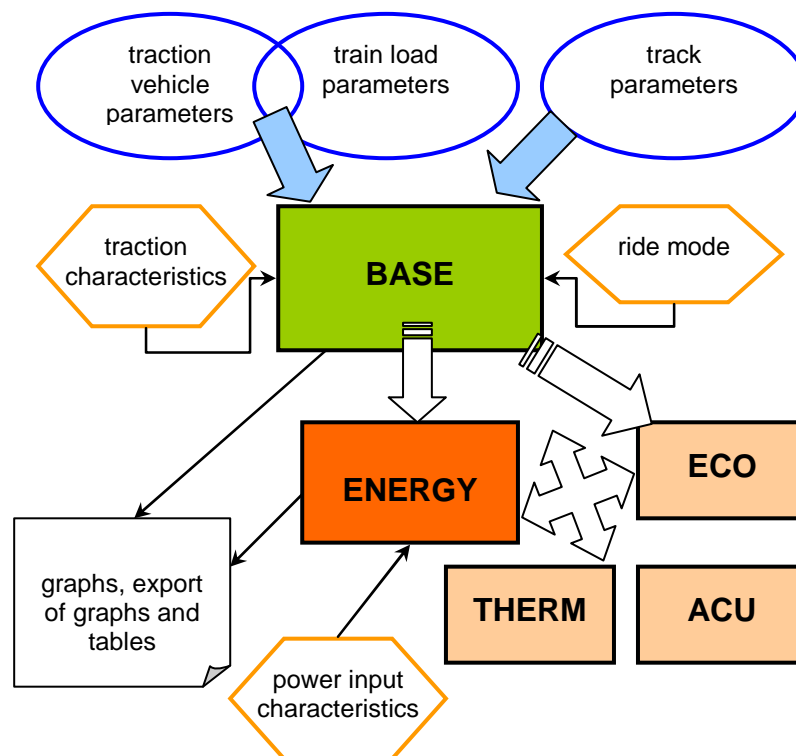 traction
vehicle
parameters
train load
parameters
track
parameters
traction
characteristics
BASE
ride mode
ENERGY
ECO
graphs, export
of graphs and
tables
THERM
ACU
power input
characteristics